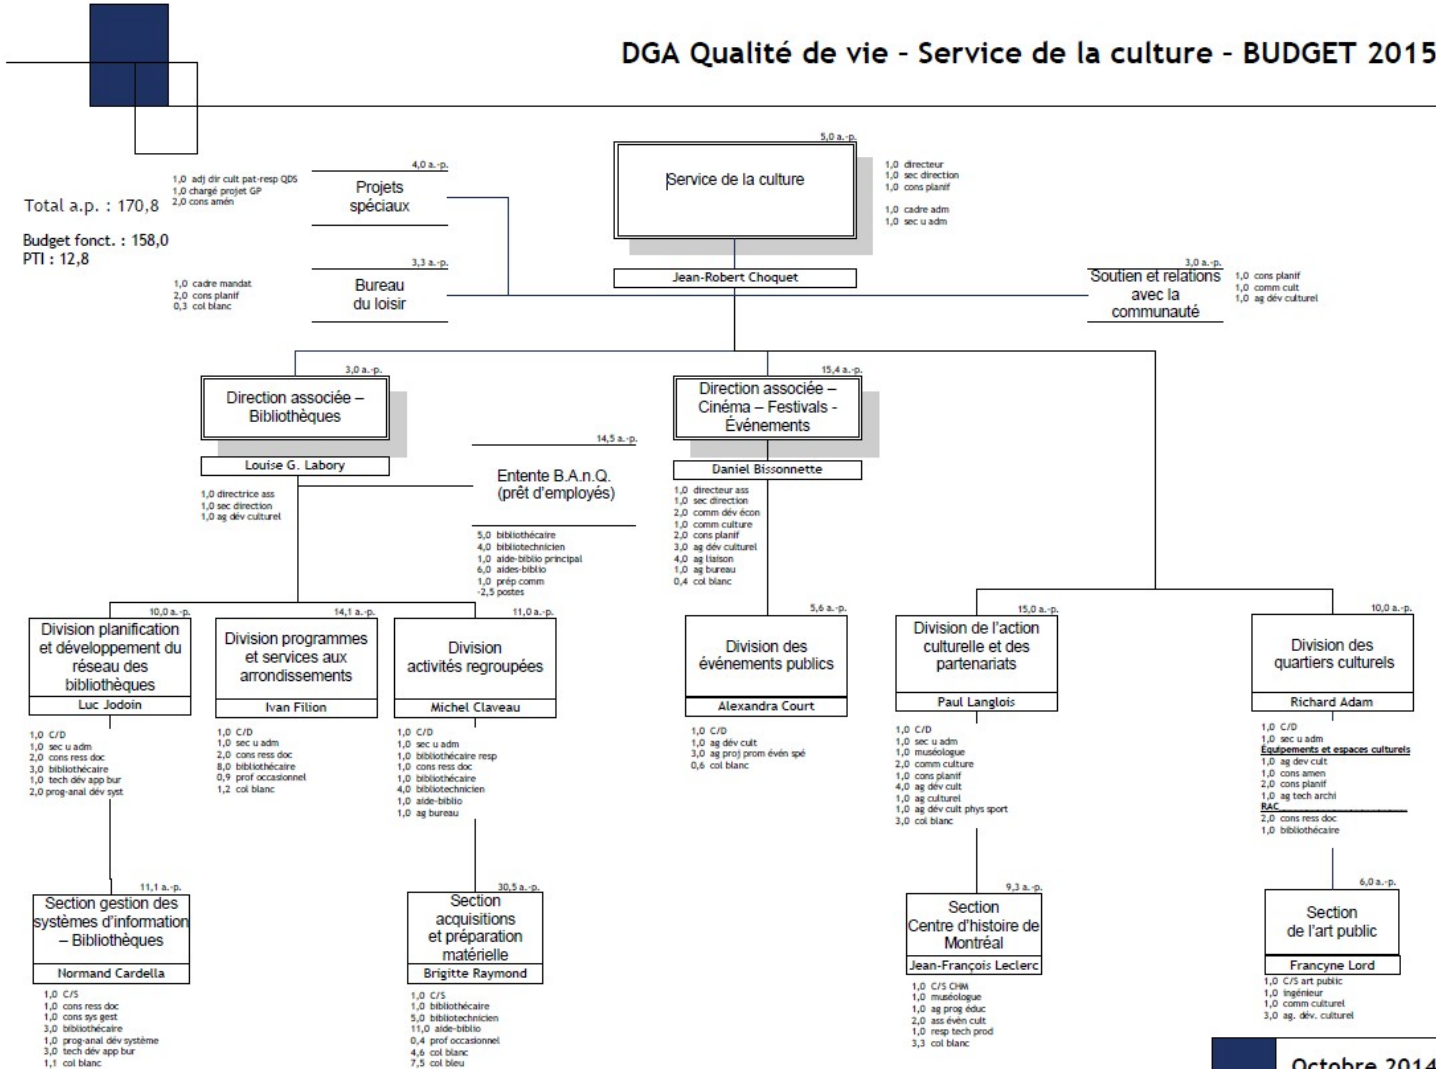 DGA Qualité de vie - Service de la culture - BUDGET 2015
Total a.p. : 170,8
Budget fonct. : 158,0
PTI : 12,8
5,0 a.-p.
Service de la culture
Jean-Robert Choquet
1,0 directeur
1,0 sec direction
1,0 cons planif
1,0 cadre adm
1,0 sec u adm
4,0 a.-p.
Projets
spéciaux
1,0 adj dir cult pat-resp QDS
1,0 chargé projet GP
2,0 cons amén
3,3 a.-p.
Bureau
du loisir
1,0 cadre mandat
2,0 cons planif
0,3 col blanc
3,0 a.-p.
Soutien et relations
avec la
communauté
1,0 cons planif
1,0 comm cult
1,0 ag dév culturel
3,0 a.-p.
Direction associée –
Bibliothèques
Louise G. Labory
1,0 directrice ass
1,0 sec direction
1,0 ag dév culturel
14,5 a.-p.
Entente B.A.n.Q.
(prêt d'employés)
5,0 bibliothécaire
4,0 bibliotechnicien
1,0 aide-biblio principal
6,0 aides-biblio
1,0 prép comm
-2,5 postes
15,4 a.-p.
Direction associée –
Cinéma – Festivals -
Événements
Daniel Bissonnette
1,0 directeur ass
1,0 sec direction
2,0 comm dév écon
1,0 comm culture
2,0 cons planif
3,0 ag dév culturel
4,0 ag liaison
1,0 ag bureau
0,4 col blanc
10,0 a.-p.
Division planification
et développement du
réseau des
bibliothèques
Luc Jodoin
1,0 C/D
1,0 sec u adm
2,0 cons ress doc
3,0 bibliothécaire
1,0 tech dév app bur
2,0 prog-anal dév syst
14,1 a.-p.
Division programmes
et services aux
arrondissements
Ivan Filion
1,0 C/D
1,0 sec u adm
2,0 cons ress doc
8,0 bibliothécaire
0,9 prof occasionnel
1,2 col blanc
11,0 a.-p.
Division
activités regroupées
Michel Claveau
1,0 C/D
1,0 sec u adm
1,0 bibliothécaire resp
1,0 cons ress doc
1,0 bibliothécaire
4,0 bibliotechnicien
1,0 aide-biblio
1,0 ag bureau
5,6 a.-p.
Division des
événements publics
Alexandra Court
1,0 C/D
1,0 ag dév cult
3,0 ag proj prom évén spé
0,6 col blanc
15,0 a.-p.
Division de l'action
culturelle et des
partenariats
Paul Langlois
1,0 C/D
1,0 sec u adm
1,0 muséologue
2,0 comm culture
1,0 cons planif
4,0 ag dév cult
1,0 ag culturel
1,0 ag dév cult phys sport
3,0 col blanc
10,0 a.-p.
Division des
quartiers culturels
Richard Adam
1,0 C/D
1,0 sec u adm
Équipements et espaces culturels
1,0 ag dev cult
1,0 cons amen
2,0 cons planif
1,0 ag tech archi
RAC
2,0 cons ress doc
1,0 bibliothécaire
11,1 a.-p.
Section gestion des
systèmes d'information
– Bibliothèques
Normand Cardella
1,0 C/S
1,0 cons ress doc
1,0 cons sys gest
3,0 bibliothécaire
1,0 prog-anal dév système
3,0 tech dév app bur
1,1 col blanc
30,5 a.-p.
Section
acquisitions
et préparation
matérielle
Brigitte Raymond
1,0 C/S
1,0 bibliothécaire
5,0 bibliotechnicien
11,0 aide-biblio
0,4 prof occasionnel
4,6 col blanc
7,5 col bleu
9,3 a.-p.
Section
Centre d'histoire de
Montréal
Jean-François Leclerc
1,0 C/S CHM
1,0 muséologue
1,0 ag prog éduc
2,0 ass évèn cult
1,0 resp tech prod
3,3 col blanc
6,0 a.-p.
Section
de l'art public
Francyne Lord
1,0 C/S art public
1,0 ingénieur
1,0 comm culturel
3,0 ag. dév. culturel
Octobre 2014